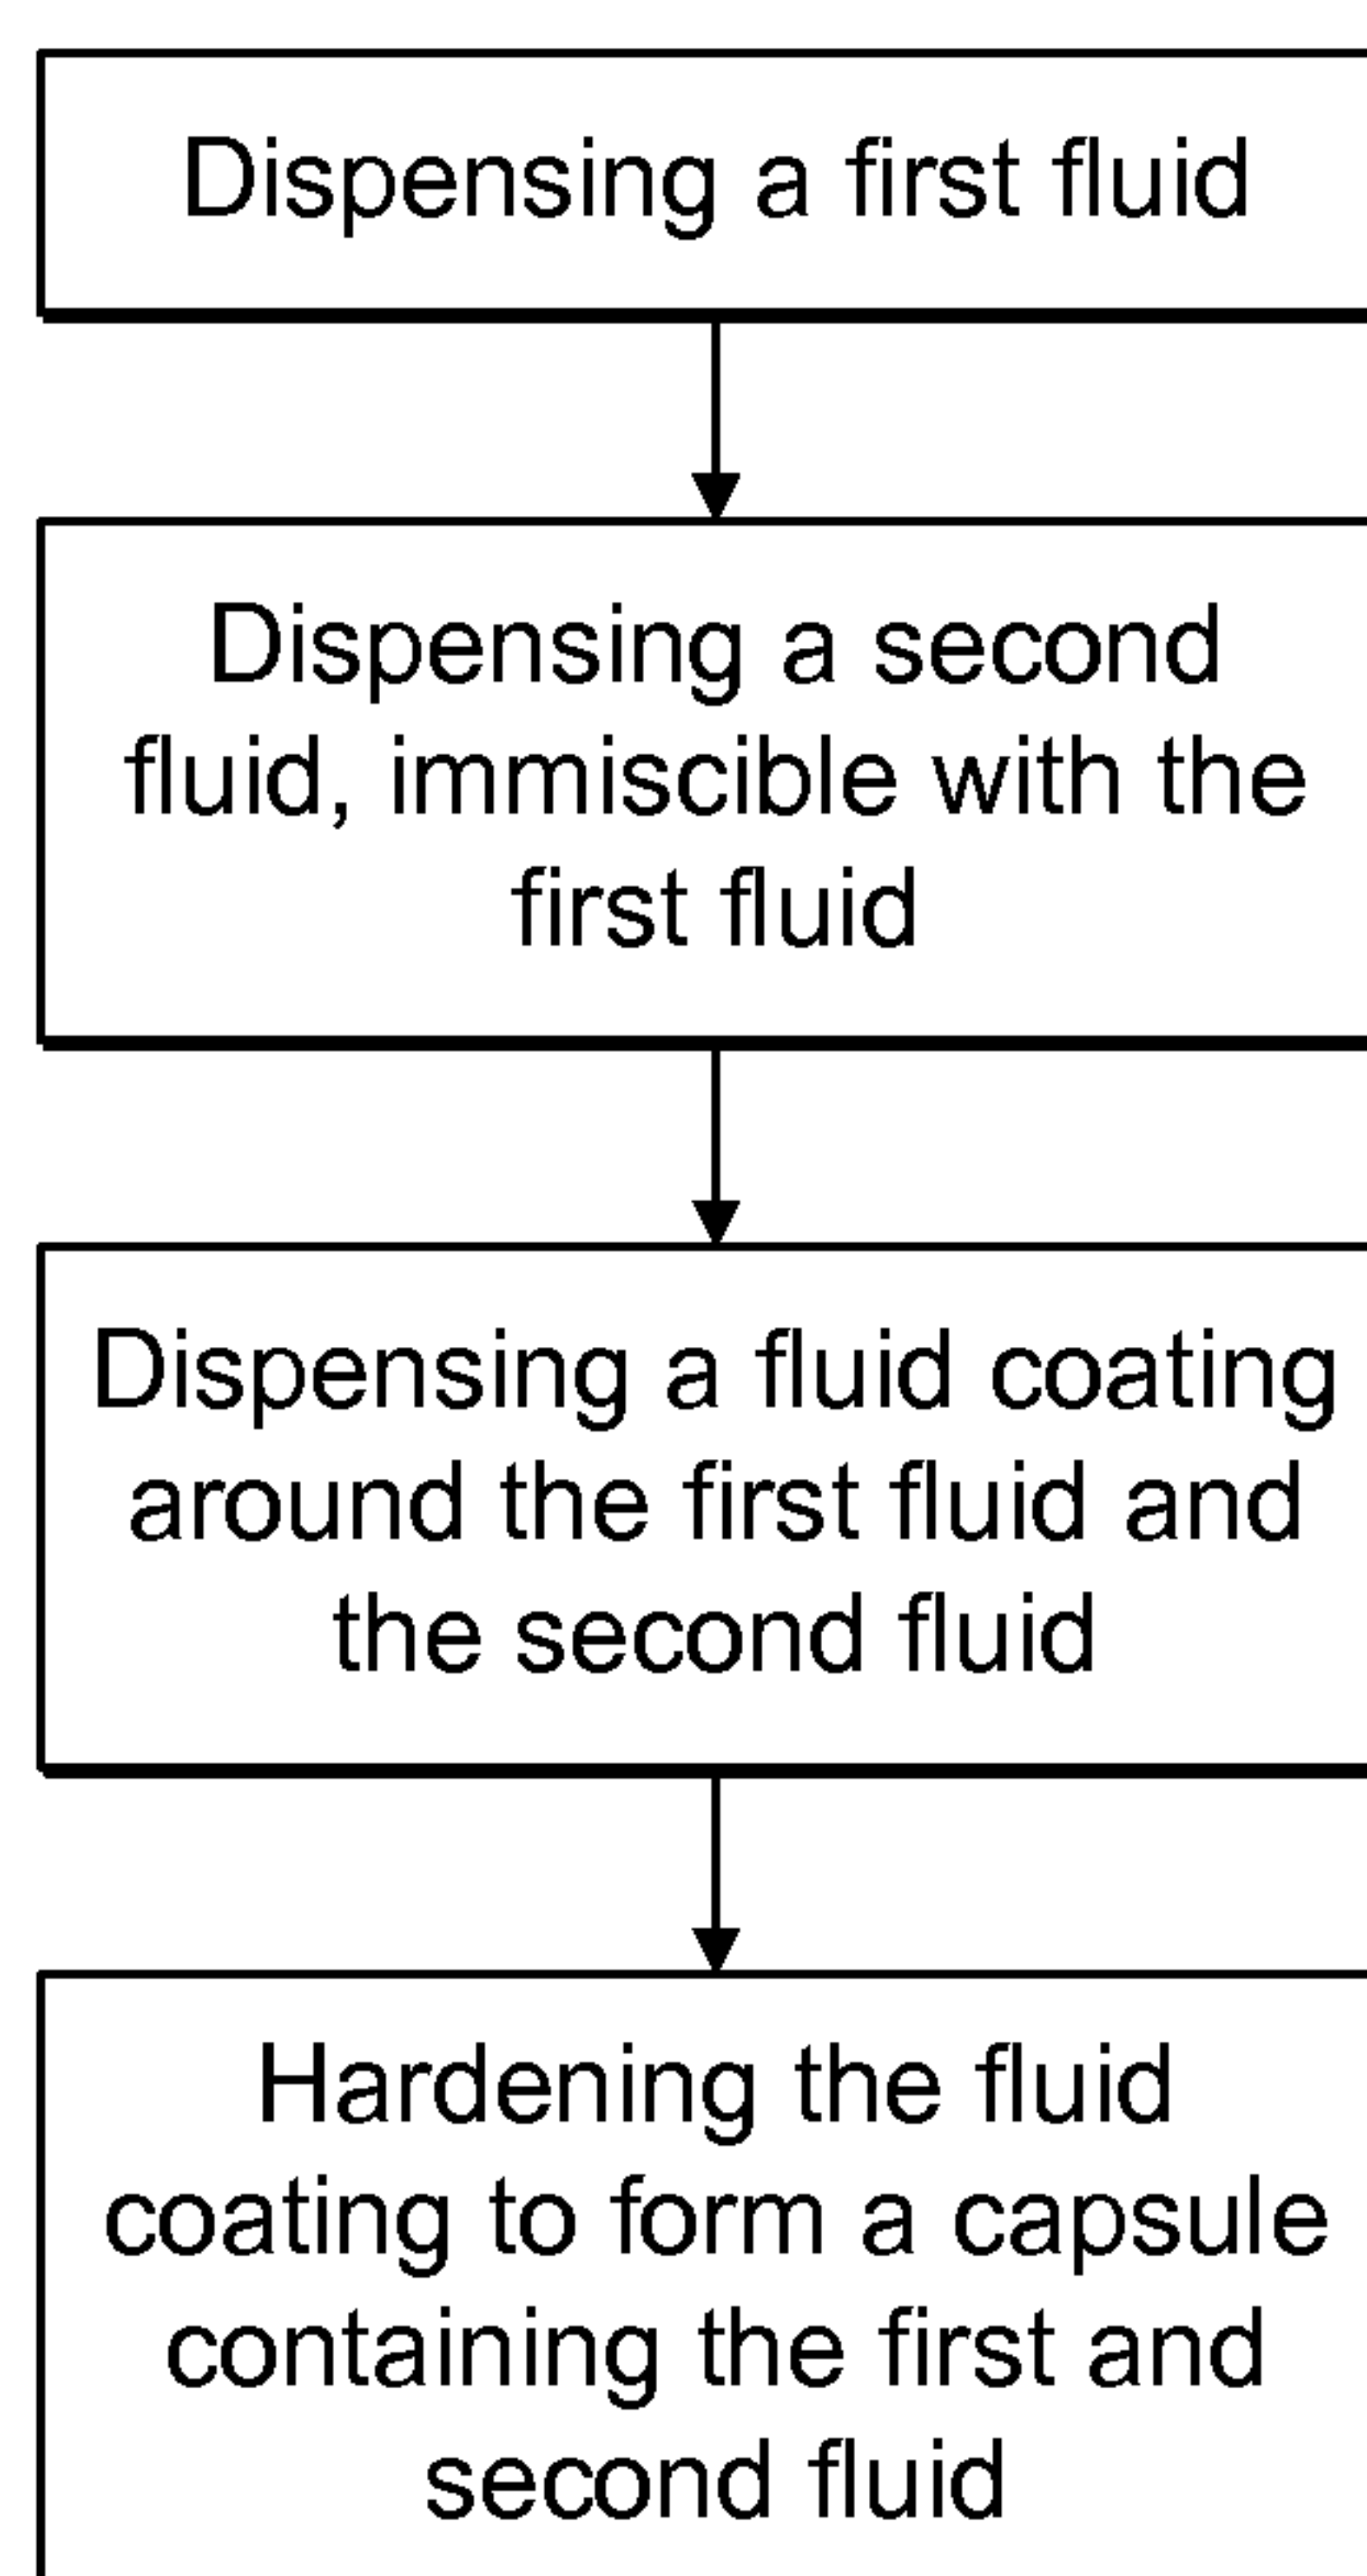 Dispensing a first fluid
Dispensing a second
fluid, immiscible with the
first fluid
Dispensing a fluid coating
around the first fluid and
the second fluid
Hardening the fluid
coating to form a capsule
containing the first and
second fluid